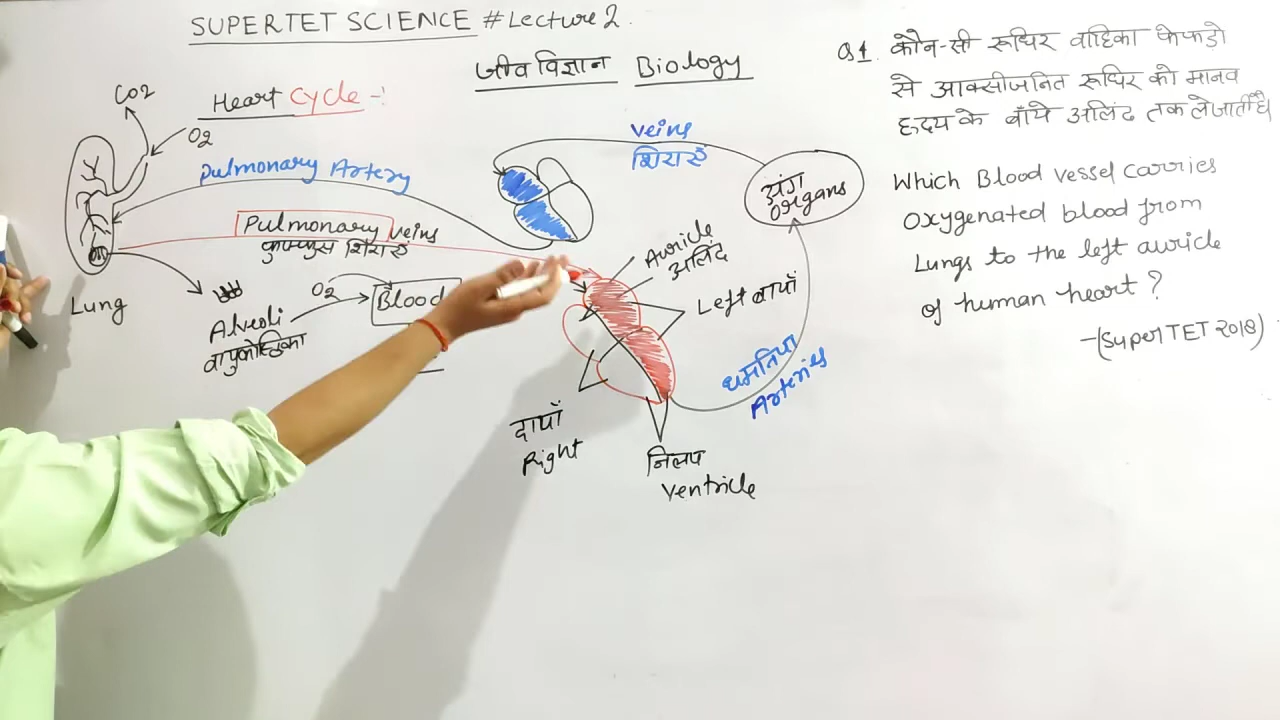 SUPERTET SCIENCE # Lecture 2.
जीव विज्ञान Biology
Heart Cycle -:
CO2
O2
Pulmonary Artery
Pulmonary veins
फुफ्फुस शिराएँ
Lung
Alveoli
वायुकोष्ठिका
O2
Blood
veins
शिराएँ
अंग
organs
Auricle
अलिंद
Left बायाँ
धमनियाँ
Arteries
दायाँ
Right
निलय
Ventricle
Q1. कौन-सी रूधिर वाहिका फेफड़ो
से आक्सीजनित रूधिर को मानव
हृदय के बाँये अलिंद तक ले जाती है।
Which Blood vessel carries
oxygenated blood from
Lungs to the left auricle
of human heart ?
-(Super TET 2018)